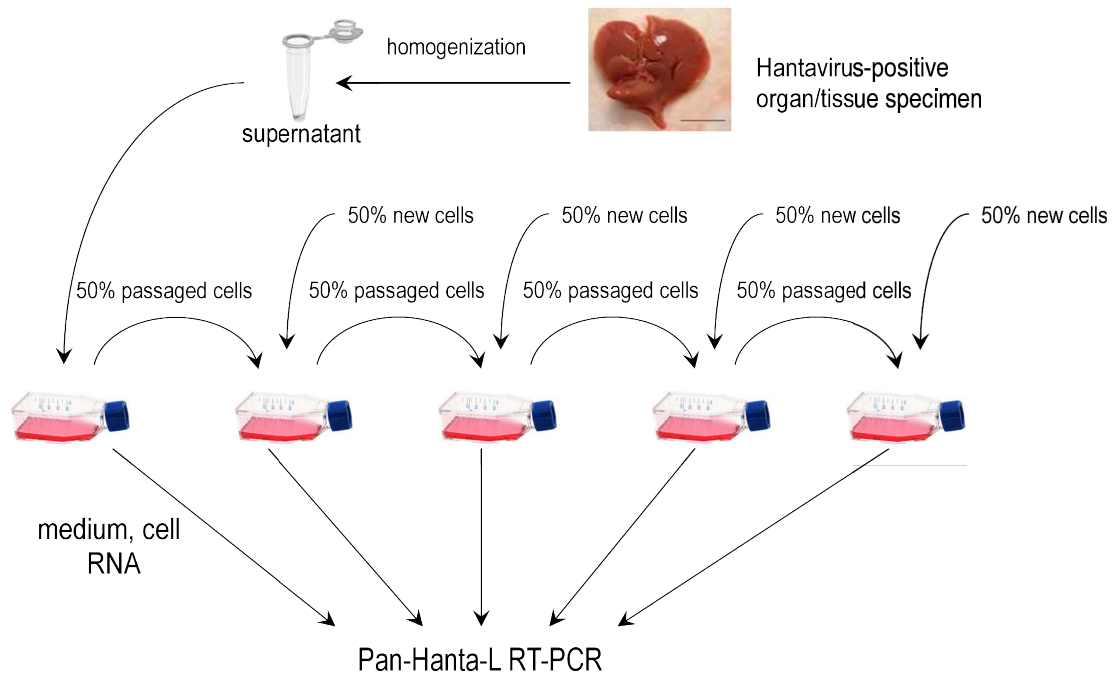 homogenization
Hantavirus-positive
organ/tissue specimen
supernatant
50% new cells
50% new cells
50% new cells
50% new cells
50% passaged cells
50% passaged cells
50% passaged cells
50% passaged cells
medium, cell
RNA
Pan-Hanta-L RT-PCR